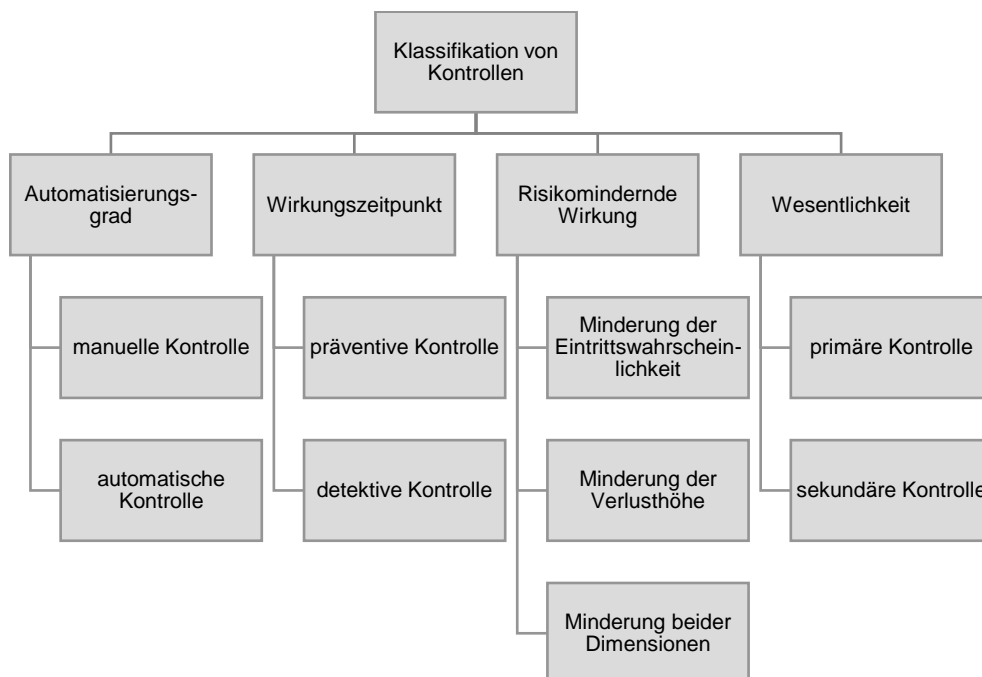 Klassifikation von
Kontrollen
Automatisierungs-
grad
Wirkungszeitpunkt
Risikomindernde
Wirkung
Wesentlichkeit
manuelle Kontrolle
präventive Kontrolle
Minderung der
Eintrittswahrschein-
lichkeit
primäre Kontrolle
automatische
Kontrolle
detektive Kontrolle
Minderung der
Verlusthöhe
sekundäre Kontrolle
Minderung beider
Dimensionen